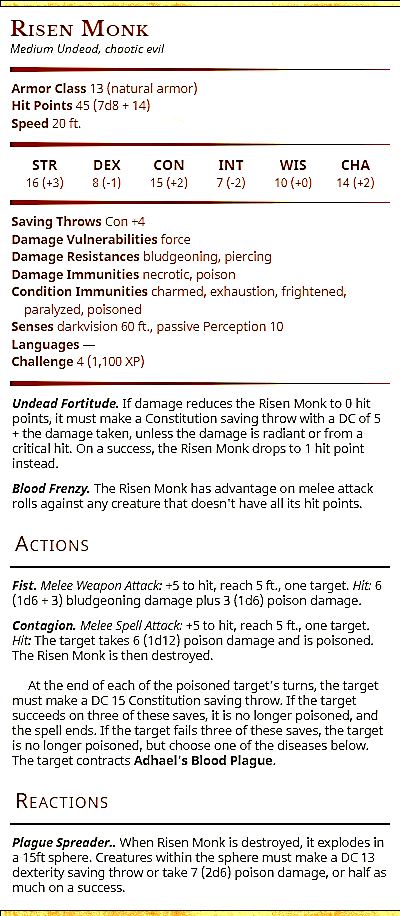 Risen Monk
Medium Undead, chaotic evil
Armor Class 13 (natural armor)
Hit Points 45 (7d8 + 14)
Speed 20 ft.
STR DEX CON INT WIS CHA
16 (+3) 8 (-1) 15 (+2) 7 (-2) 10 (+0) 14 (+2)
Saving Throws Con +4
Damage Vulnerabilities force
Damage Resistances bludgeoning, piercing
Damage Immunities necrotic, poison
Condition Immunities charmed, exhaustion, frightened,
paralyzed, poisoned
Senses darkvision 60 ft., passive Perception 10
Languages —
Challenge 4 (1,100 XP)
Undead Fortitude. If damage reduces the Risen Monk to 0 hit
points, it must make a Constitution saving throw with a DC of 5
+ the damage taken, unless the damage is radiant or from a
critical hit. On a success, the Risen Monk drops to 1 hit point
instead.
Blood Frenzy. The Risen Monk has advantage on melee attack
rolls against any creature that doesn't have all its hit points.
Actions
Fist. Melee Weapon Attack: +5 to hit, reach 5 ft., one target. Hit: 6
(1d6 + 3) bludgeoning damage plus 3 (1d6) poison damage.
Contagion. Melee Spell Attack: +5 to hit, reach 5 ft., one target.
Hit: The target takes 6 (1d12) poison damage and is poisoned.
The Risen Monk is then destroyed.
At the end of each of the poisoned target's turns, the target
must make a DC 15 Constitution saving throw. If the target
succeeds on three of these saves, it is no longer poisoned, and
the spell ends. If the target fails three of these saves, the target
is no longer poisoned, but choose one of the diseases below.
The target contracts Adhael's Blood Plague.
Reactions
Plague Spreader.. When Risen Monk is destroyed, it explodes in
a 15ft sphere. Creatures within the sphere must make a DC 13
dexterity saving throw or take 7 (2d6) poison damage, or half as
much on a success.